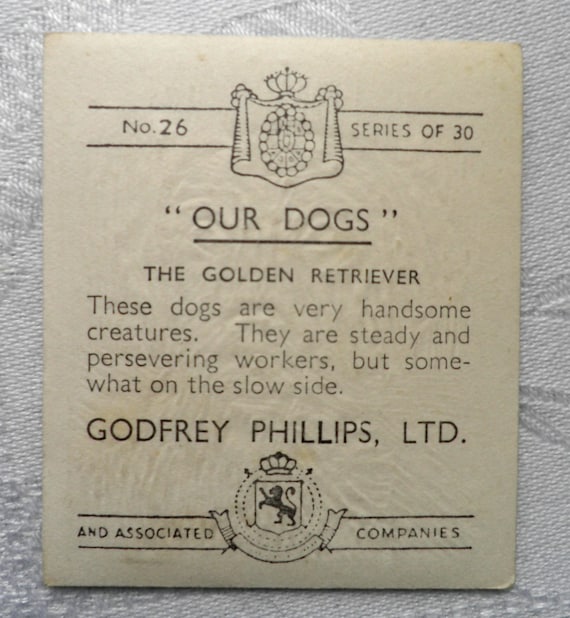 No. 26 SERIES OF 30
“OUR DOGS”
THE GOLDEN RETRIEVER
These dogs are very handsome
creatures. They are steady and
persevering workers, but some-
what on the slow side.
GODFREY PHILLIPS, LTD.
AND ASSOCIATED COMPANIES